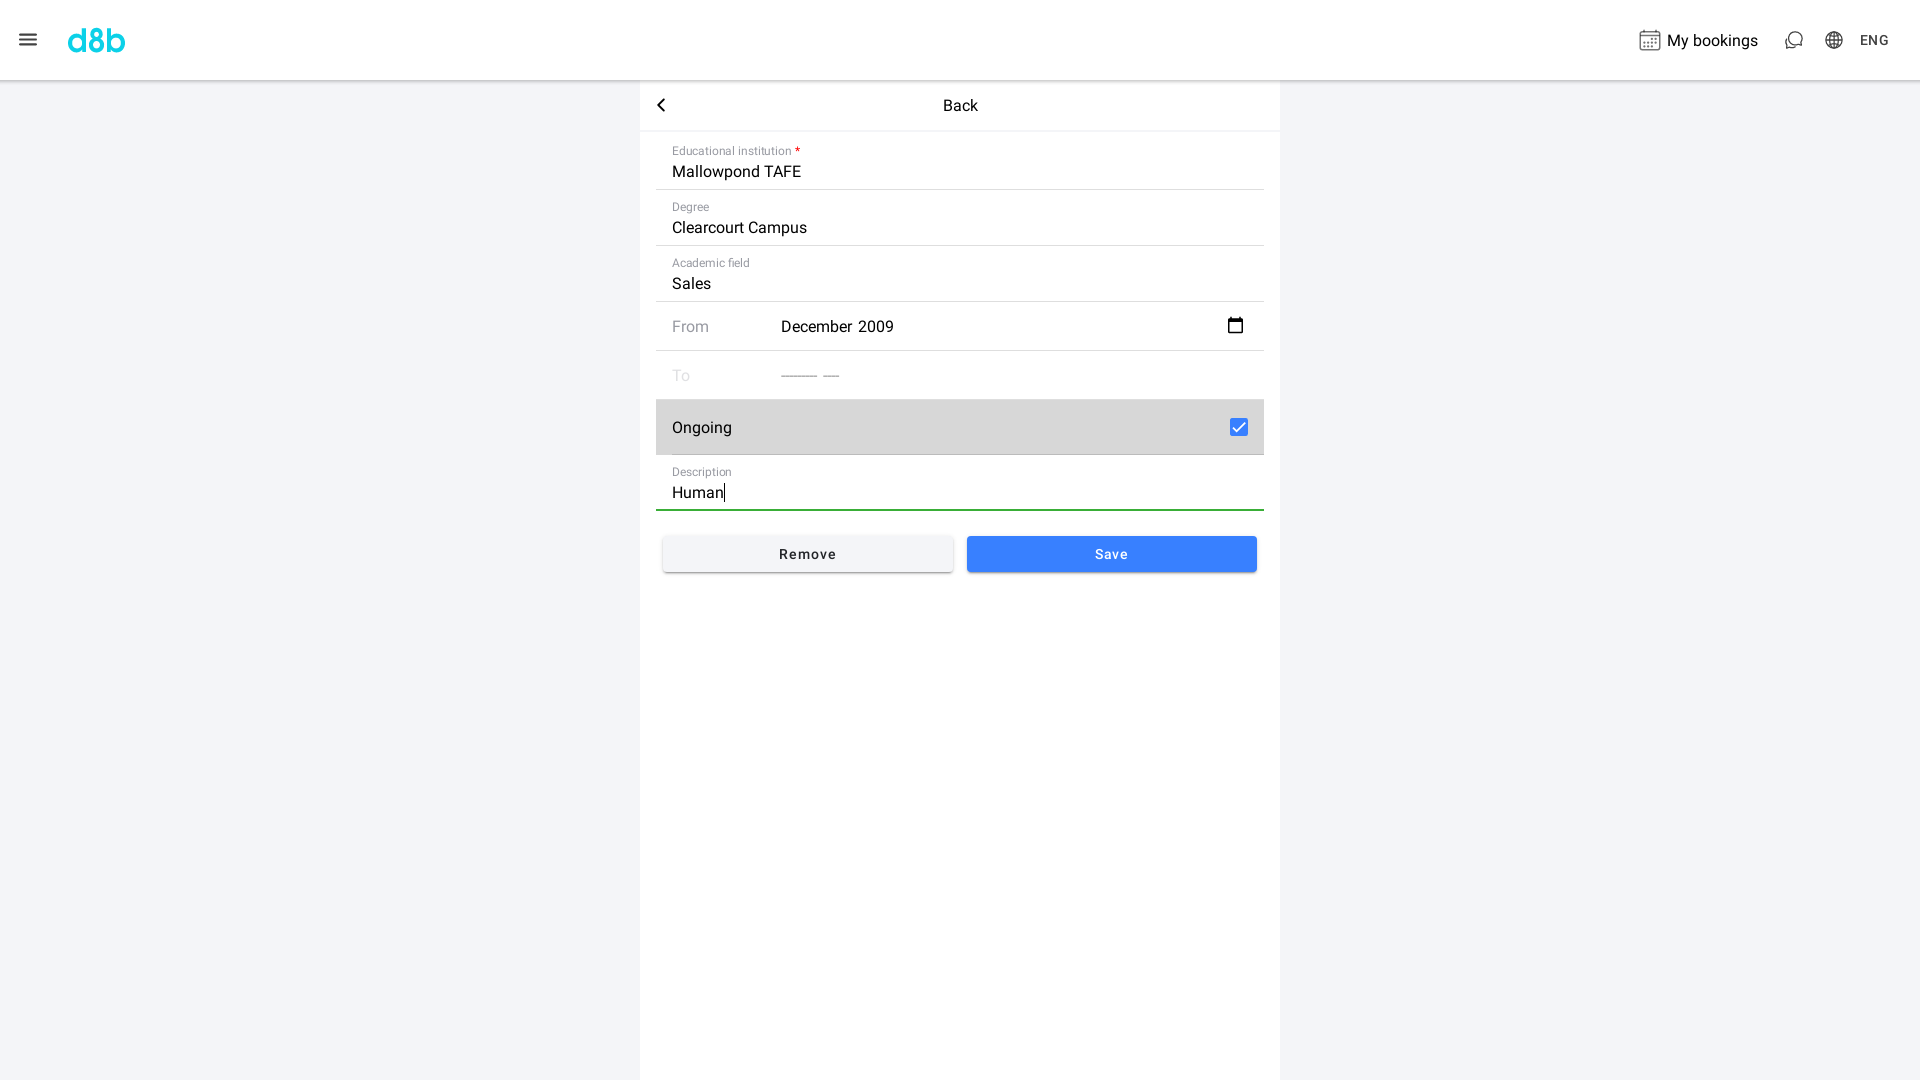 d8b
My bookings
ENG
Back
Educational institution *
Mallowpond TAFE
Degree
Clearcourt Campus
Academic field
Sales
From
December 2009
To
Ongoing
Description
Human
Remove
Save